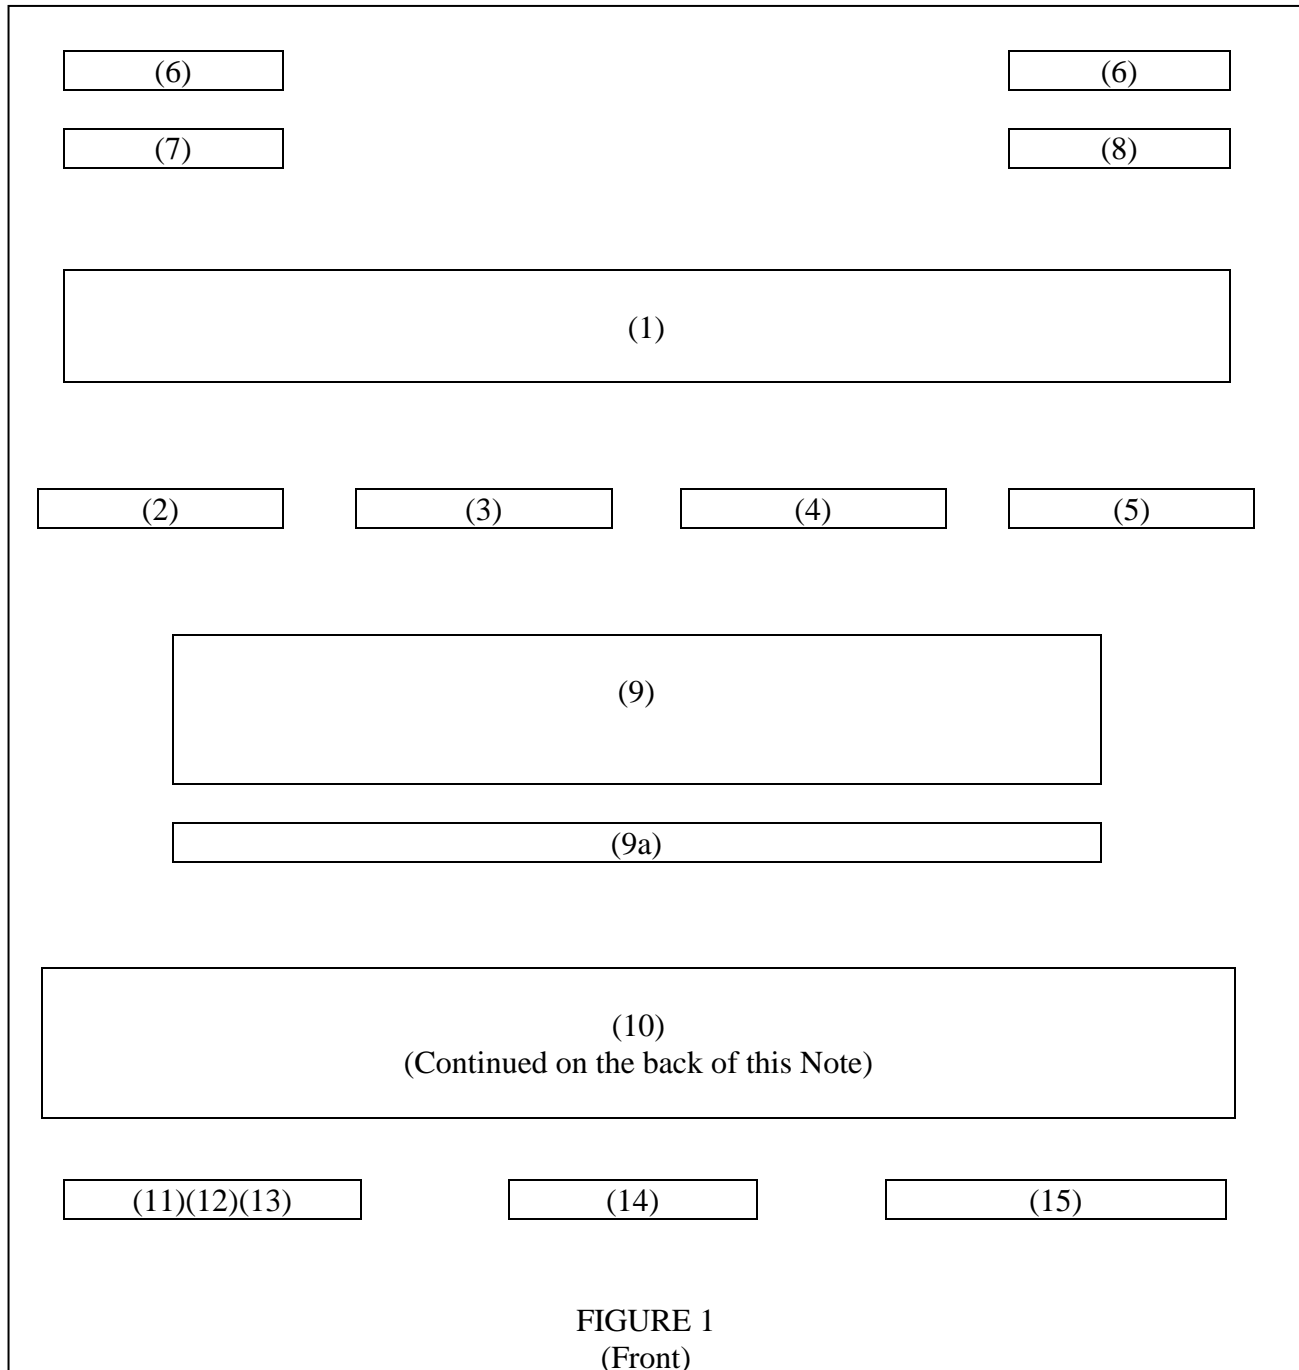 (6) (6)
(7) (8)
(1)
(2) (3) (4) (5)
(9)
(9a)
(10)
(Continued on the back of this Note)
(11)(12)(13) (14) (15)
FIGURE 1
(Front)